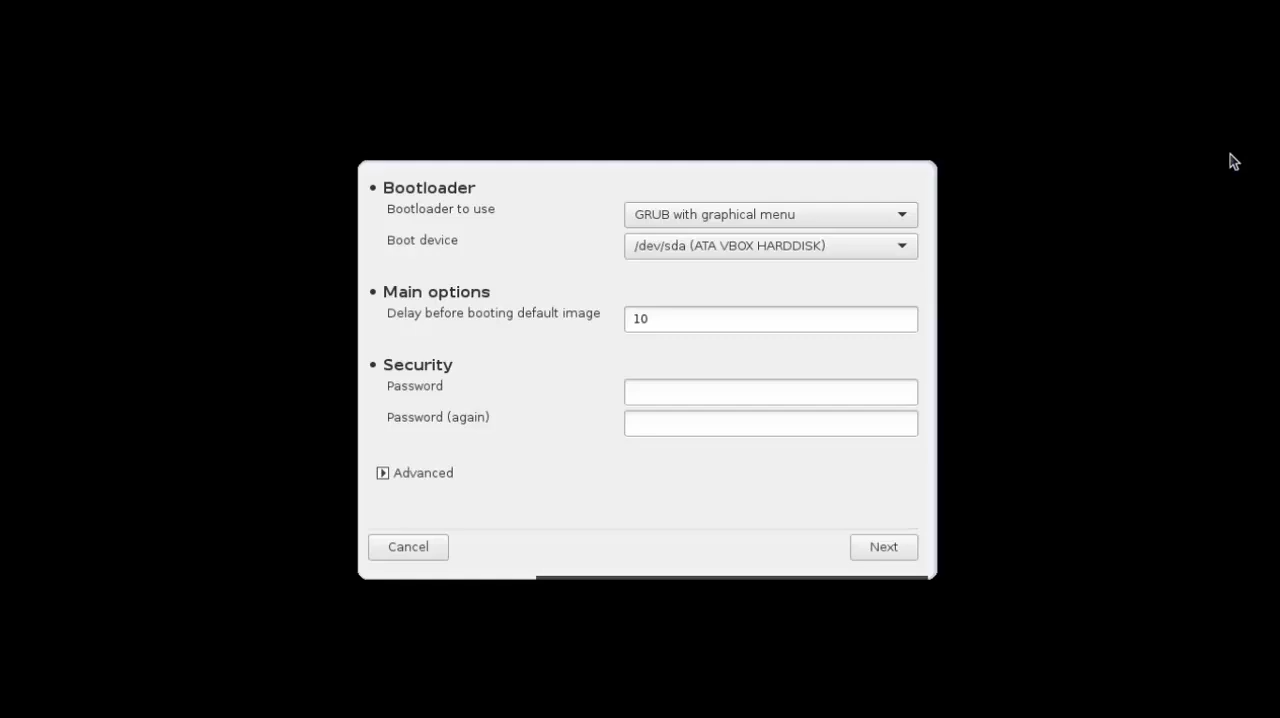 • Bootloader
Bootloader to use GRUB with graphical menu
Boot device /dev/sda (ATA VBOX HARDDISK)
• Main options
Delay before booting default image 10
• Security
Password
Password (again)
Advanced
Cancel Next